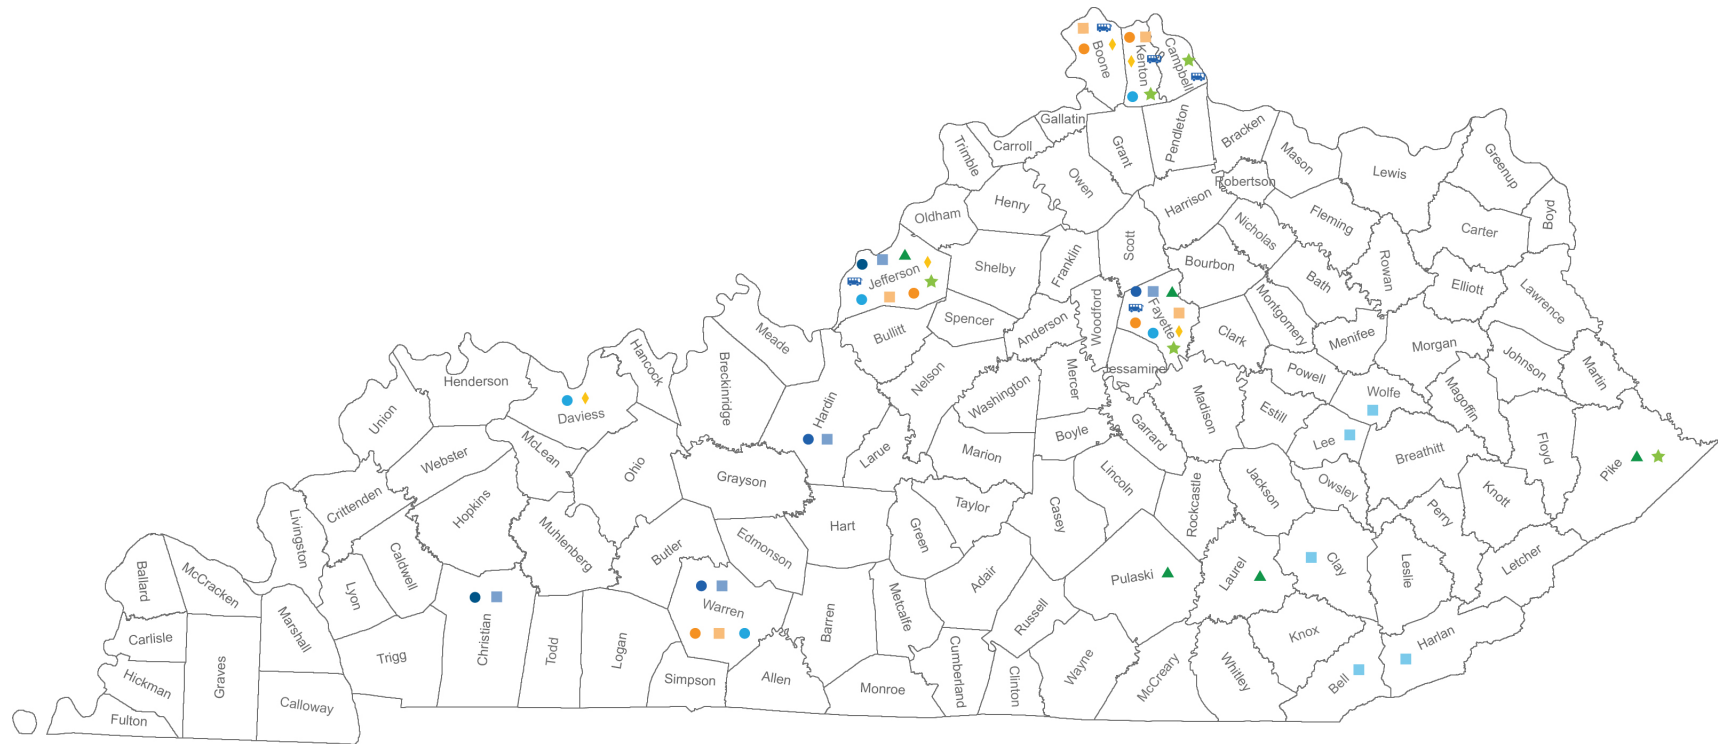 Boone
Kenton
Campbell
Gallatin
Carroll
Trimble
Grant
Pendleton
Bracken
Mason
Lewis
Greenup
Boyd
Carter
Owen
Henry
Oldham
Harrison
Robertson
Nicholas
Fleming
Rowan
Elliott
Lawrence
Jefferson
Shelby
Franklin
Scott
Bourbon
Bath
Montgomery
Menifee
Morgan
Johnson
Martin
Magoffin
Bullitt
Spencer
Anderson
Woodford
Fayette
Clark
Powell
Wolfe
Meade
Hancock
Breckinridge
Hardin
Nelson
Washington
Mercer
essamine
Madison
Estill
Lee
Breathitt
Floyd
Pike
Henderson
Union
Daviess
Webster
McLean
Ohio
Grayson
Larue
Marion
Boyle
Garrard
Lincoln
Rockcastle
Jackson
Owsley
Perry
Knott
Letcher
Crittenden
Livingston
Hopkins
Muhlenberg
Butler
Edmonson
Hart
Green
Taylor
Casey
Pulaski
Laurel
Clay
Leslie
Harlan
Ballard
McCracken
Lyon
Caldwell
Christian
Todd
Logan
Warren
Barren
Metcalfe
Adair
Russell
Knox
Bell
Carlisle
Hickman
Fulton
Graves
Marshall
Calloway
Trigg
Simpson
Allen
Monroe
Cumberland
Clinton
Wayne
McCreary
Whitley